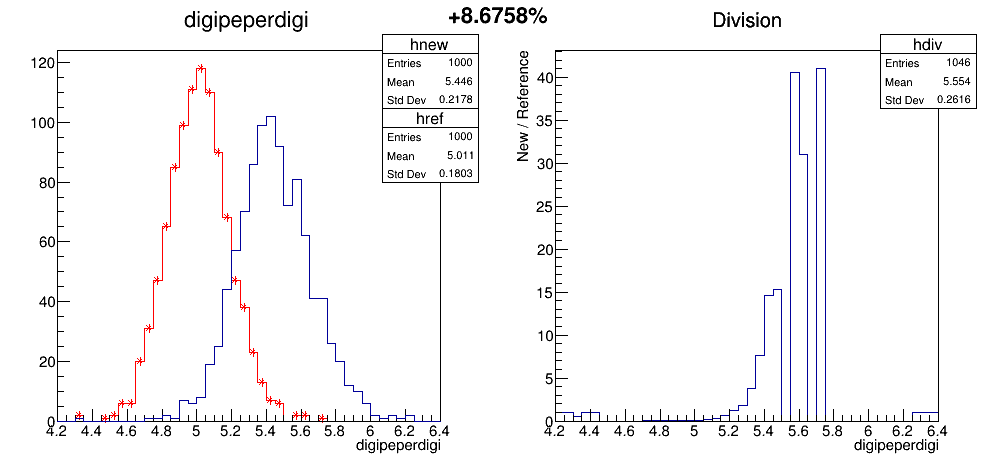 +8.6758%
digipeperdigi
hnew
Entries 1000
Mean 5.446
Std Dev 0.2178
href
Entries 1000
Mean 5.011
Std Dev 0.1803
120
100
80
60
40
20
0
4.2 4.4 4.6 4.8 5 5.2 5.4 5.6 5.8 6 6.2 6.4
digipeperdigi
Division
hdiv
Entries 1046
Mean 5.554
Std Dev 0.2616
New / Reference
40
35
30
25
20
15
10
5
0
4.2 4.4 4.6 4.8 5 5.2 5.4 5.6 5.8 6 6.2 6.4
digipeperdigi